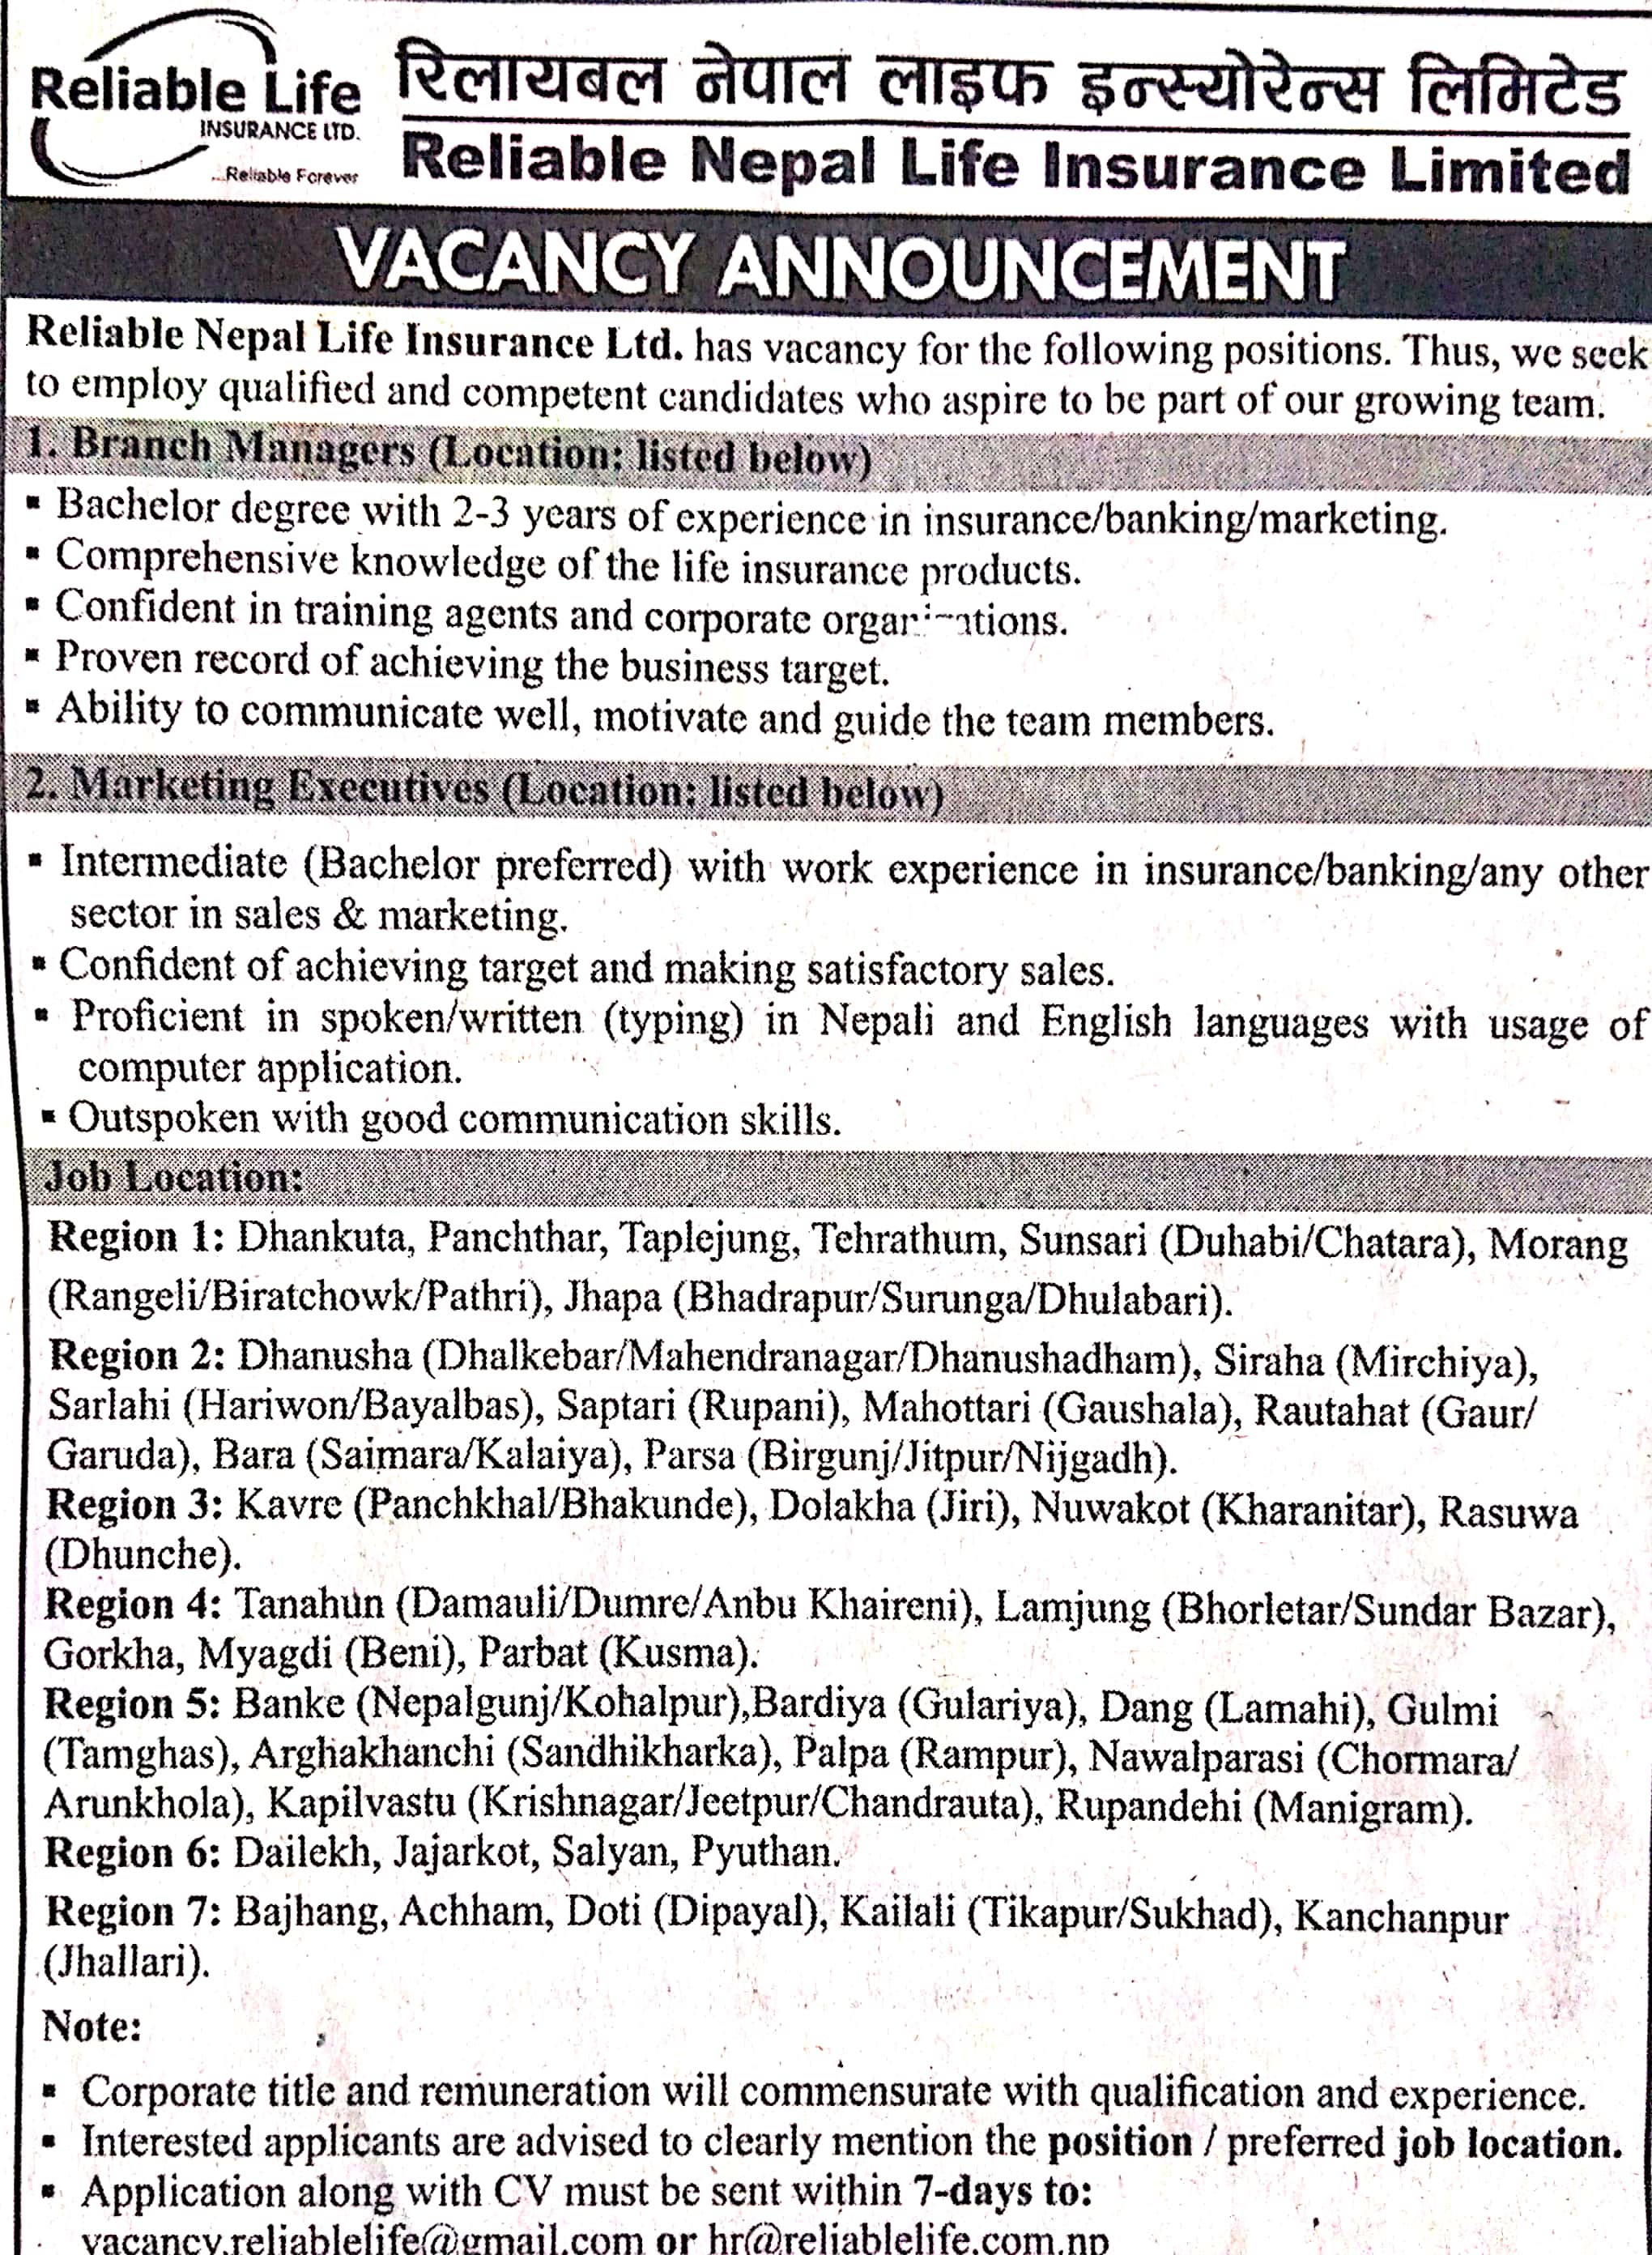 Reliable Life
INSURANCE LTD.
...Reliable Forever
रिलायबल नेपाल लाइफ इन्स्योरेन्स लिमिटेड
Reliable Nepal Life Insurance Limited
VACANCY ANNOUNCEMENT
Reliable Nepal Life Insurance Ltd. has vacancy for the following positions. Thus, we seek
to employ qualified and competent candidates who aspire to be part of our growing team.
1. Branch Managers (Location: listed below)
▪ Bachelor degree with 2-3 years of experience in insurance/banking/marketing.
▪ Comprehensive knowledge of the life insurance products.
▪ Confident in training agents and corporate organizations.
▪ Proven record of achieving the business target.
▪ Ability to communicate well, motivate and guide the team members.
2. Marketing Executives (Location: listed below)
▪ Intermediate (Bachelor preferred) with work experience in insurance/banking/any other
sector in sales & marketing.
▪ Confident of achieving target and making satisfactory sales.
▪ Proficient in spoken/written (typing) in Nepali and English languages with usage of
computer application.
▪ Outspoken with good communication skills.
Job Location:
Region 1: Dhankuta, Panchthar, Taplejung, Tehrathum, Sunsari (Duhabi/Chatara), Morang
(Rangeli/Biratchowk/Pathri), Jhapa (Bhadrapur/Surunga/Dhulabari).
Region 2: Dhanusha (Dhalkebar/Mahendranagar/Dhanushadham), Siraha (Mirchiya),
Sarlahi (Hariwon/Bayalbas), Saptari (Rupani), Mahottari (Gaushala), Rautahat (Gaur/
Garuda), Bara (Saimara/Kalaiya), Parsa (Birgunj/Jitpur/Nijgadh).
Region 3: Kavre (Panchkhal/Bhakunde), Dolakha (Jiri), Nuwakot (Kharanitar), Rasuwa
(Dhunche).
Region 4: Tanahun (Damauli/Dumre/Anbu Khaireni), Lamjung (Bhorletar/Sundar Bazar),
Gorkha, Myagdi (Beni), Parbat (Kusma).
Region 5: Banke (Nepalgunj/Kohalpur),Bardiya (Gulariya), Dang (Lamahi), Gulmi
(Tamghas), Arghakhanchi (Sandhikharka), Palpa (Rampur), Nawalparasi (Chormara/
Arunkhola), Kapilvastu (Krishnagar/Jeetpur/Chandrauta), Rupandehi (Manigram).
Region 6: Dailekh, Jajarkot, Salyan, Pyuthan.
Region 7: Bajhang, Achham, Doti (Dipayal), Kailali (Tikapur/Sukhad), Kanchanpur
(Jhallari).
Note:
▪ Corporate title and remuneration will commensurate with qualification and experience.
▪ Interested applicants are advised to clearly mention the position / preferred job location.
▪ Application along with CV must be sent within 7-days to:
vacancy.reliablelife@gmail.com or hr@reliablelife.com.np